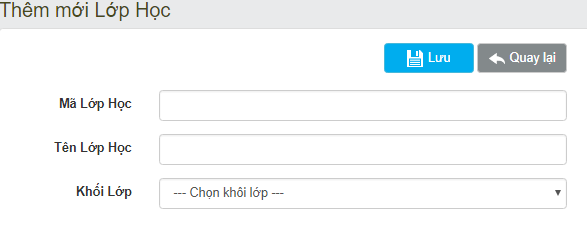 Thêm mới Lớp Học
Lưu Quay lại
Mã Lớp Học
Tên Lớp Học
Khối Lớp --- Chọn khối lớp ---